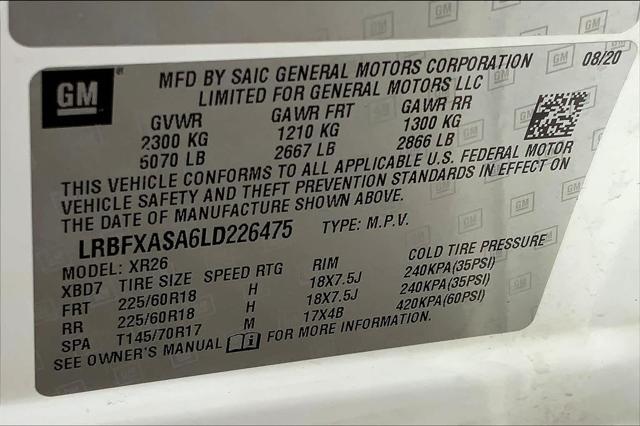 GM
MFD BY SAIC GENERAL MOTORS CORPORATION 08/20
LIMITED FOR GENERAL MOTORS LLC
GVWR GAWR FRT GAWR RR
2300 KG 1210 KG 1300 KG
5070 LB 2667 LB 2866 LB
THIS VEHICLE CONFORMS TO ALL APPLICABLE U.S. FEDERAL MOTOR
VEHICLE SAFETY AND THEFT PREVENTION STANDARDS IN EFFECT ON
THE DATE OF MANUFACTURE SHOWN ABOVE.
LRBFXASA6LD226475 TYPE: M.P.V.
MODEL: XR26
XBD7 TIRE SIZE SPEED RTG RIM COLD TIRE PRESSURE
FRT 225/60R18 H 18X7.5J 240KPA(35PSI)
RR 225/60R18 H 18X7.5J 240KPA(35PSI)
SPA T145/70R17 M 17X4B 420KPA(60PSI)
SEE OWNER'S MANUAL FOR MORE INFORMATION.